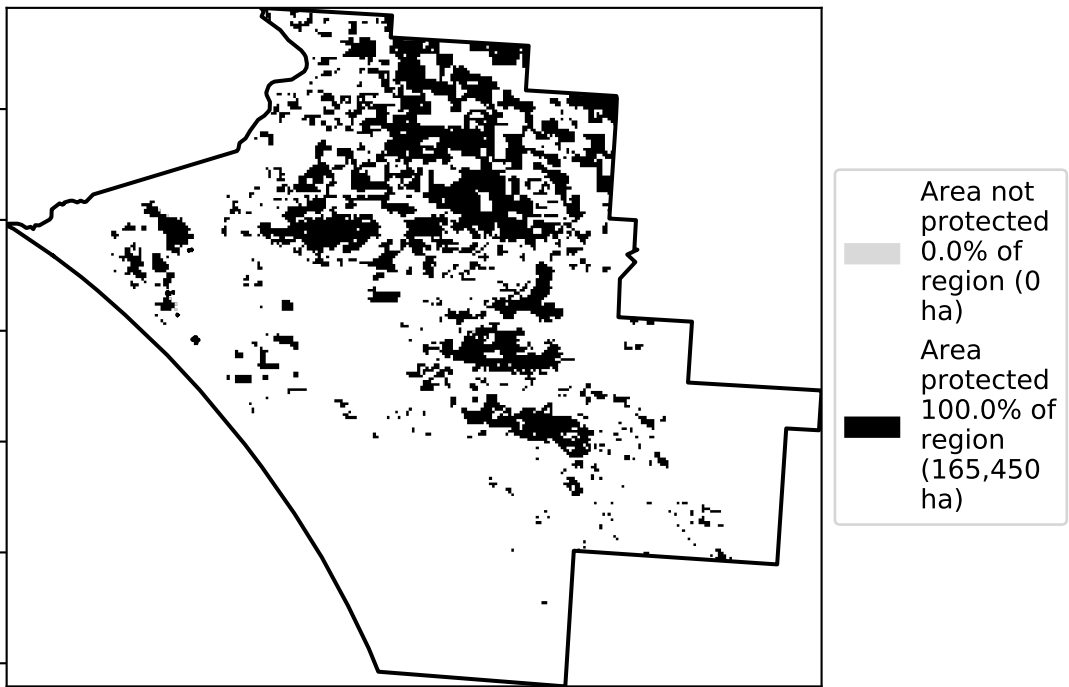 Area not
protected
0.0% of
region (0
ha)
Area
protected
100.0% of
region
(165,450
ha)